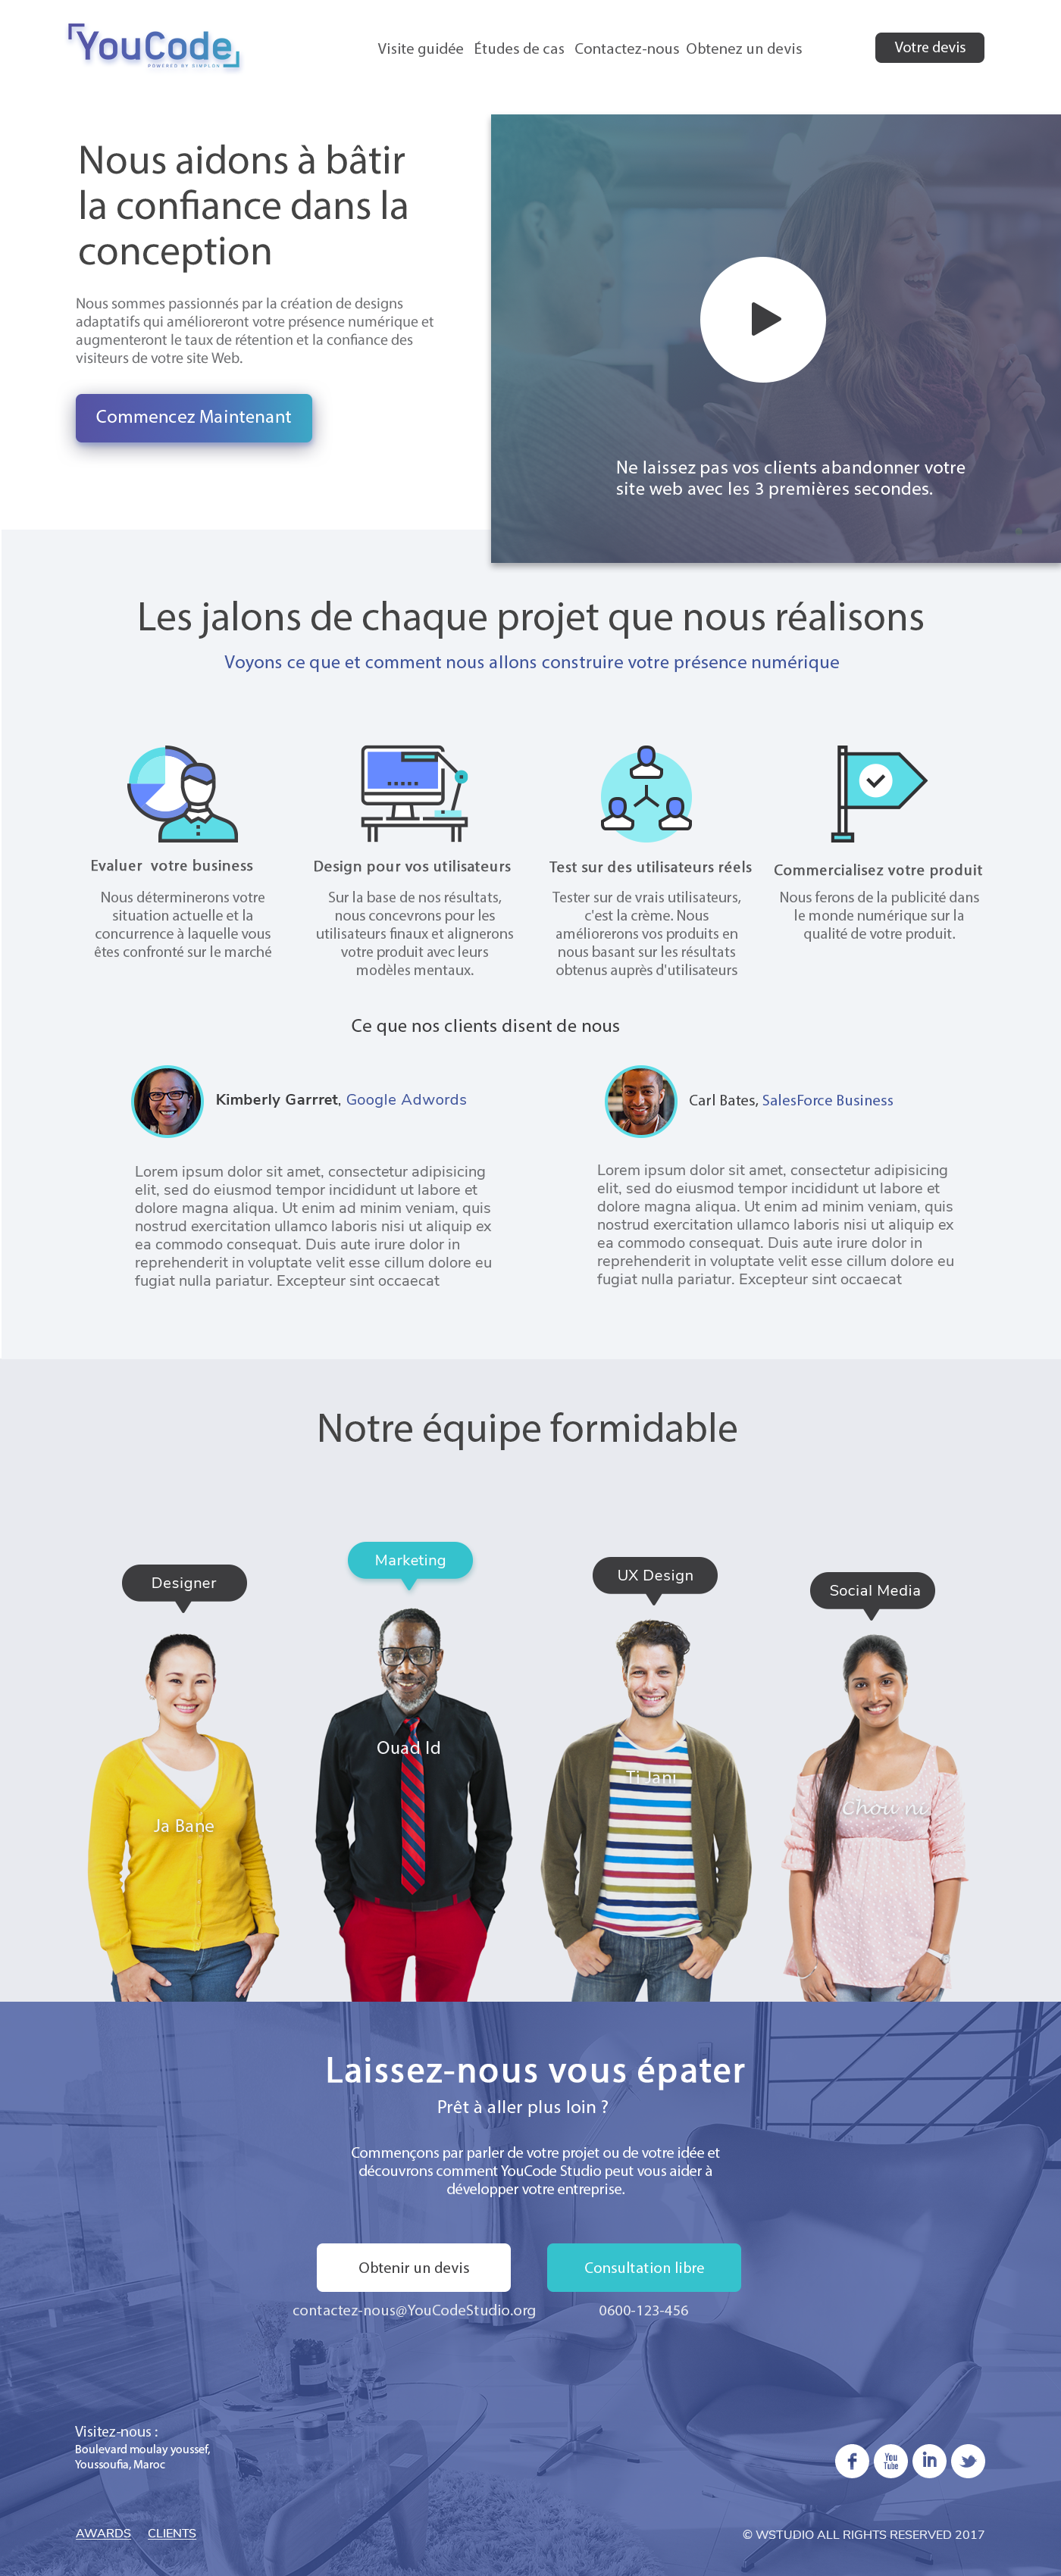 YouCode
POWERED BY SIMPLON
Visite guidée Études de cas Contactez-nous Obtenez un devis
Votre devis
Nous aidons à bâtir
la confiance dans la
conception
Nous sommes passionnés par la création de designs
adaptatifs qui amélioreront votre présence numérique et
augmenteront le taux de rétention et la confiance des
visiteurs de votre site Web.
Commencez Maintenant
Ne laissez pas vos clients abandonner votre
site web avec les 3 premières secondes.
Les jalons de chaque projet que nous réalisons
Voyons ce que et comment nous allons construire votre présence numérique
Evaluer votre business
Nous déterminerons votre
situation actuelle et la
concurrence à laquelle vous
êtes confronté sur le marché
Design pour vos utilisateurs
Sur la base de nos résultats,
nous concevrons pour les
utilisateurs finaux et alignerons
votre produit avec leurs
modèles mentaux.
Test sur des utilisateurs réels
Tester sur de vrais utilisateurs,
c'est la crème. Nous
améliorerons vos produits en
nous basant sur les résultats
obtenus auprès d'utilisateurs
Commercialisez votre produit
Nous ferons de la publicité dans
le monde numérique sur la
qualité de votre produit.
Ce que nos clients disent de nous
Kimberly Garrret, Google Adwords
Lorem ipsum dolor sit amet, consectetur adipisicing
elit, sed do eiusmod tempor incididunt ut labore et
dolore magna aliqua. Ut enim ad minim veniam, quis
nostrud exercitation ullamco laboris nisi ut aliquip ex
ea commodo consequat. Duis aute irure dolor in
reprehenderit in voluptate velit esse cillum dolore eu
fugiat nulla pariatur. Excepteur sint occaecat
Carl Bates, SalesForce Business
Lorem ipsum dolor sit amet, consectetur adipisicing
elit, sed do eiusmod tempor incididunt ut labore et
dolore magna aliqua. Ut enim ad minim veniam, quis
nostrud exercitation ullamco laboris nisi ut aliquip ex
ea commodo consequat. Duis aute irure dolor in
reprehenderit in voluptate velit esse cillum dolore eu
fugiat nulla pariatur. Excepteur sint occaecat
Notre équipe formidable
Designer
Marketing
UX Design
Social Media
Ja Bane
Ouad Id
Ti Jani
Chou ni
Laissez-nous vous épater
Prêt à aller plus loin ?
Commençons par parler de votre projet ou de votre idée et
découvrons comment YouCode Studio peut vous aider à
développer votre entreprise.
Obtenir un devis
Consultation libre
contactez-nous@YouCodeStudio.org
0600-123-456
Visitez-nous :
Boulevard moulay youssef,
Youssoufia, Maroc
You
Tube
in
AWARDS CLIENTS
© WSTUDIO ALL RIGHTS RESERVED 2017